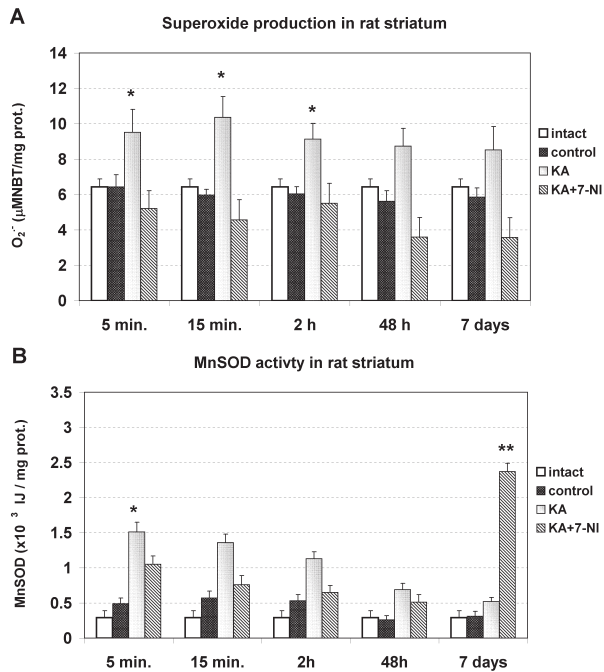 A
Superoxide production in rat striatum
14
12
10
8
6
4
2
0
O2·- (μMNBT/mg prot.)
*
*
*
intact
control
KA
KA+7-NI
5 min.
15 min.
2 h
48 h
7 days
B
MnSOD activty in rat striatum
3.5
3
2.5
2
1.5
1
0.5
0
MnSOD (x10 3 IJ / mg prot.)
*
**
intact
control
KA
KA+7-NI
5 min.
15 min.
2h
48h
7 days